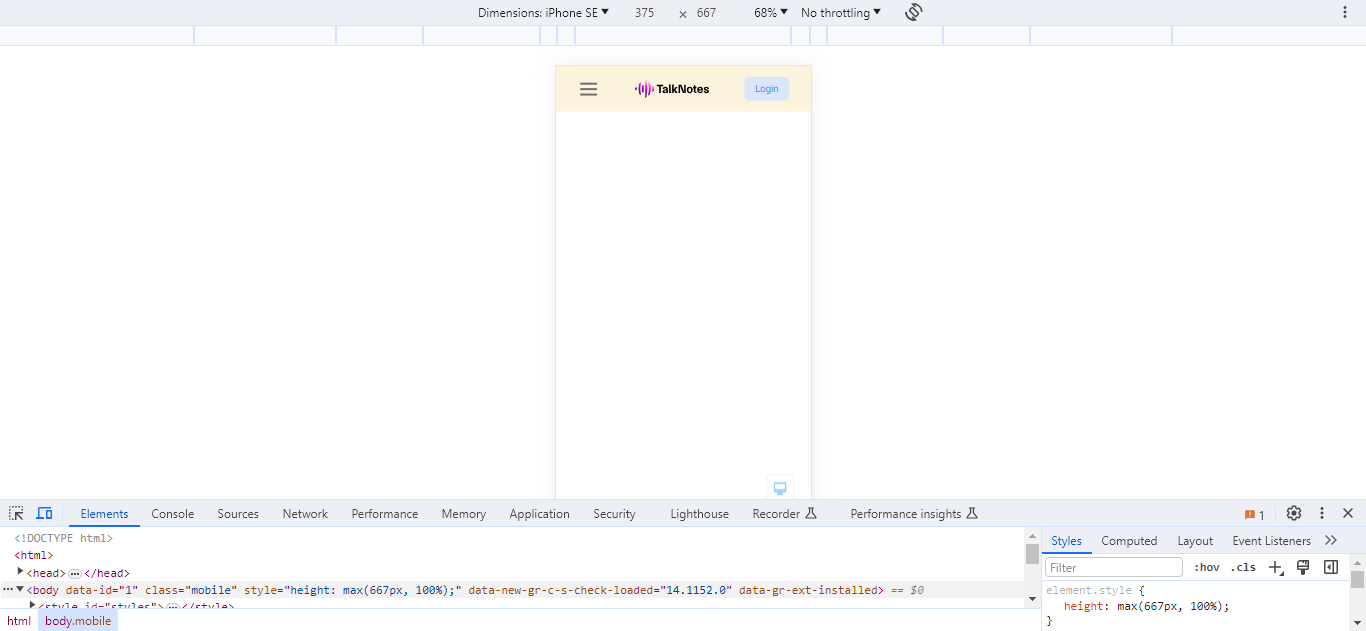 Dimensions: iPhone SE 375 × 667 68% No throttling
TalkNotes Login
Elements Console Sources Network Performance Memory Application Security Lighthouse Recorder Performance insights 1
<!DOCTYPE html>
<html>
<head> ⋯ </head>
<body data-id="1" class="mobile" style="height: max(667px, 100%);" data-new-gr-c-s-check-loaded="14.1152.0" data-gr-ext-installed> == $0
<style id="styles"> ⋯ </style>
html body.mobile
Styles Computed Layout Event Listeners
Filter :hov .cls
element.style {
height: max(667px, 100%);
}